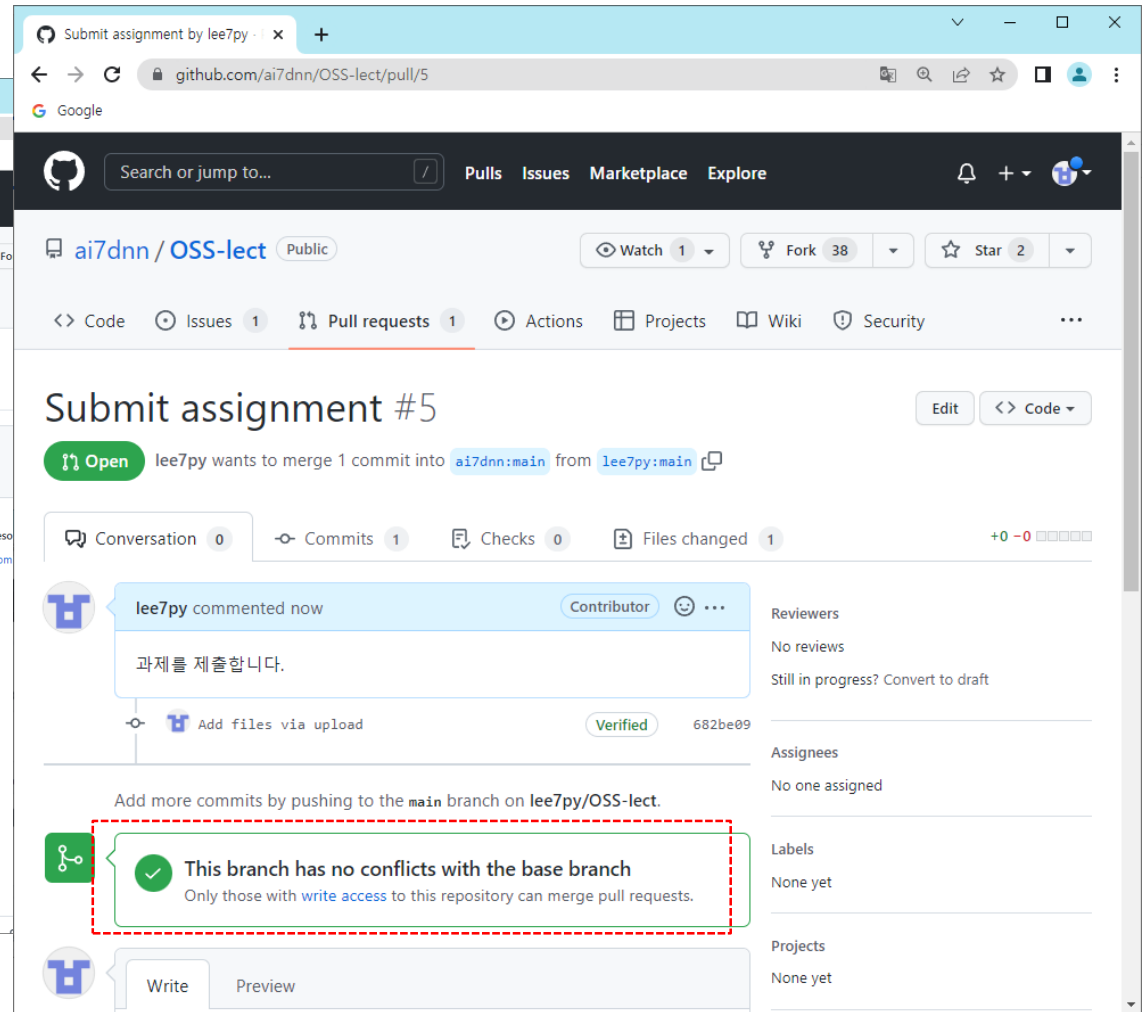 Submit assignment by lee7py ·
github.com/ai7dnn/OSS-lect/pull/5
Google
Search or jump to... /
Pulls Issues Marketplace Explore
ai7dnn / OSS-lect Public
Watch 1 Fork 38 Star 2
Code Issues 1 Pull requests 1 Actions Projects Wiki Security
Submit assignment #5
Edit <> Code
Open lee7py wants to merge 1 commit into ai7dnn:main from lee7py:main
Conversation 0 Commits 1 Checks 0 Files changed 1
+0 −0
lee7py commented now Contributor
과제를 제출합니다.
Add files via upload Verified 682be09
Add more commits by pushing to the main branch on lee7py/OSS-lect.
This branch has no conflicts with the base branch
Only those with write access to this repository can merge pull requests.
Write Preview
Reviewers
No reviews
Still in progress? Convert to draft
Assignees
No one assigned
Labels
None yet
Projects
None yet